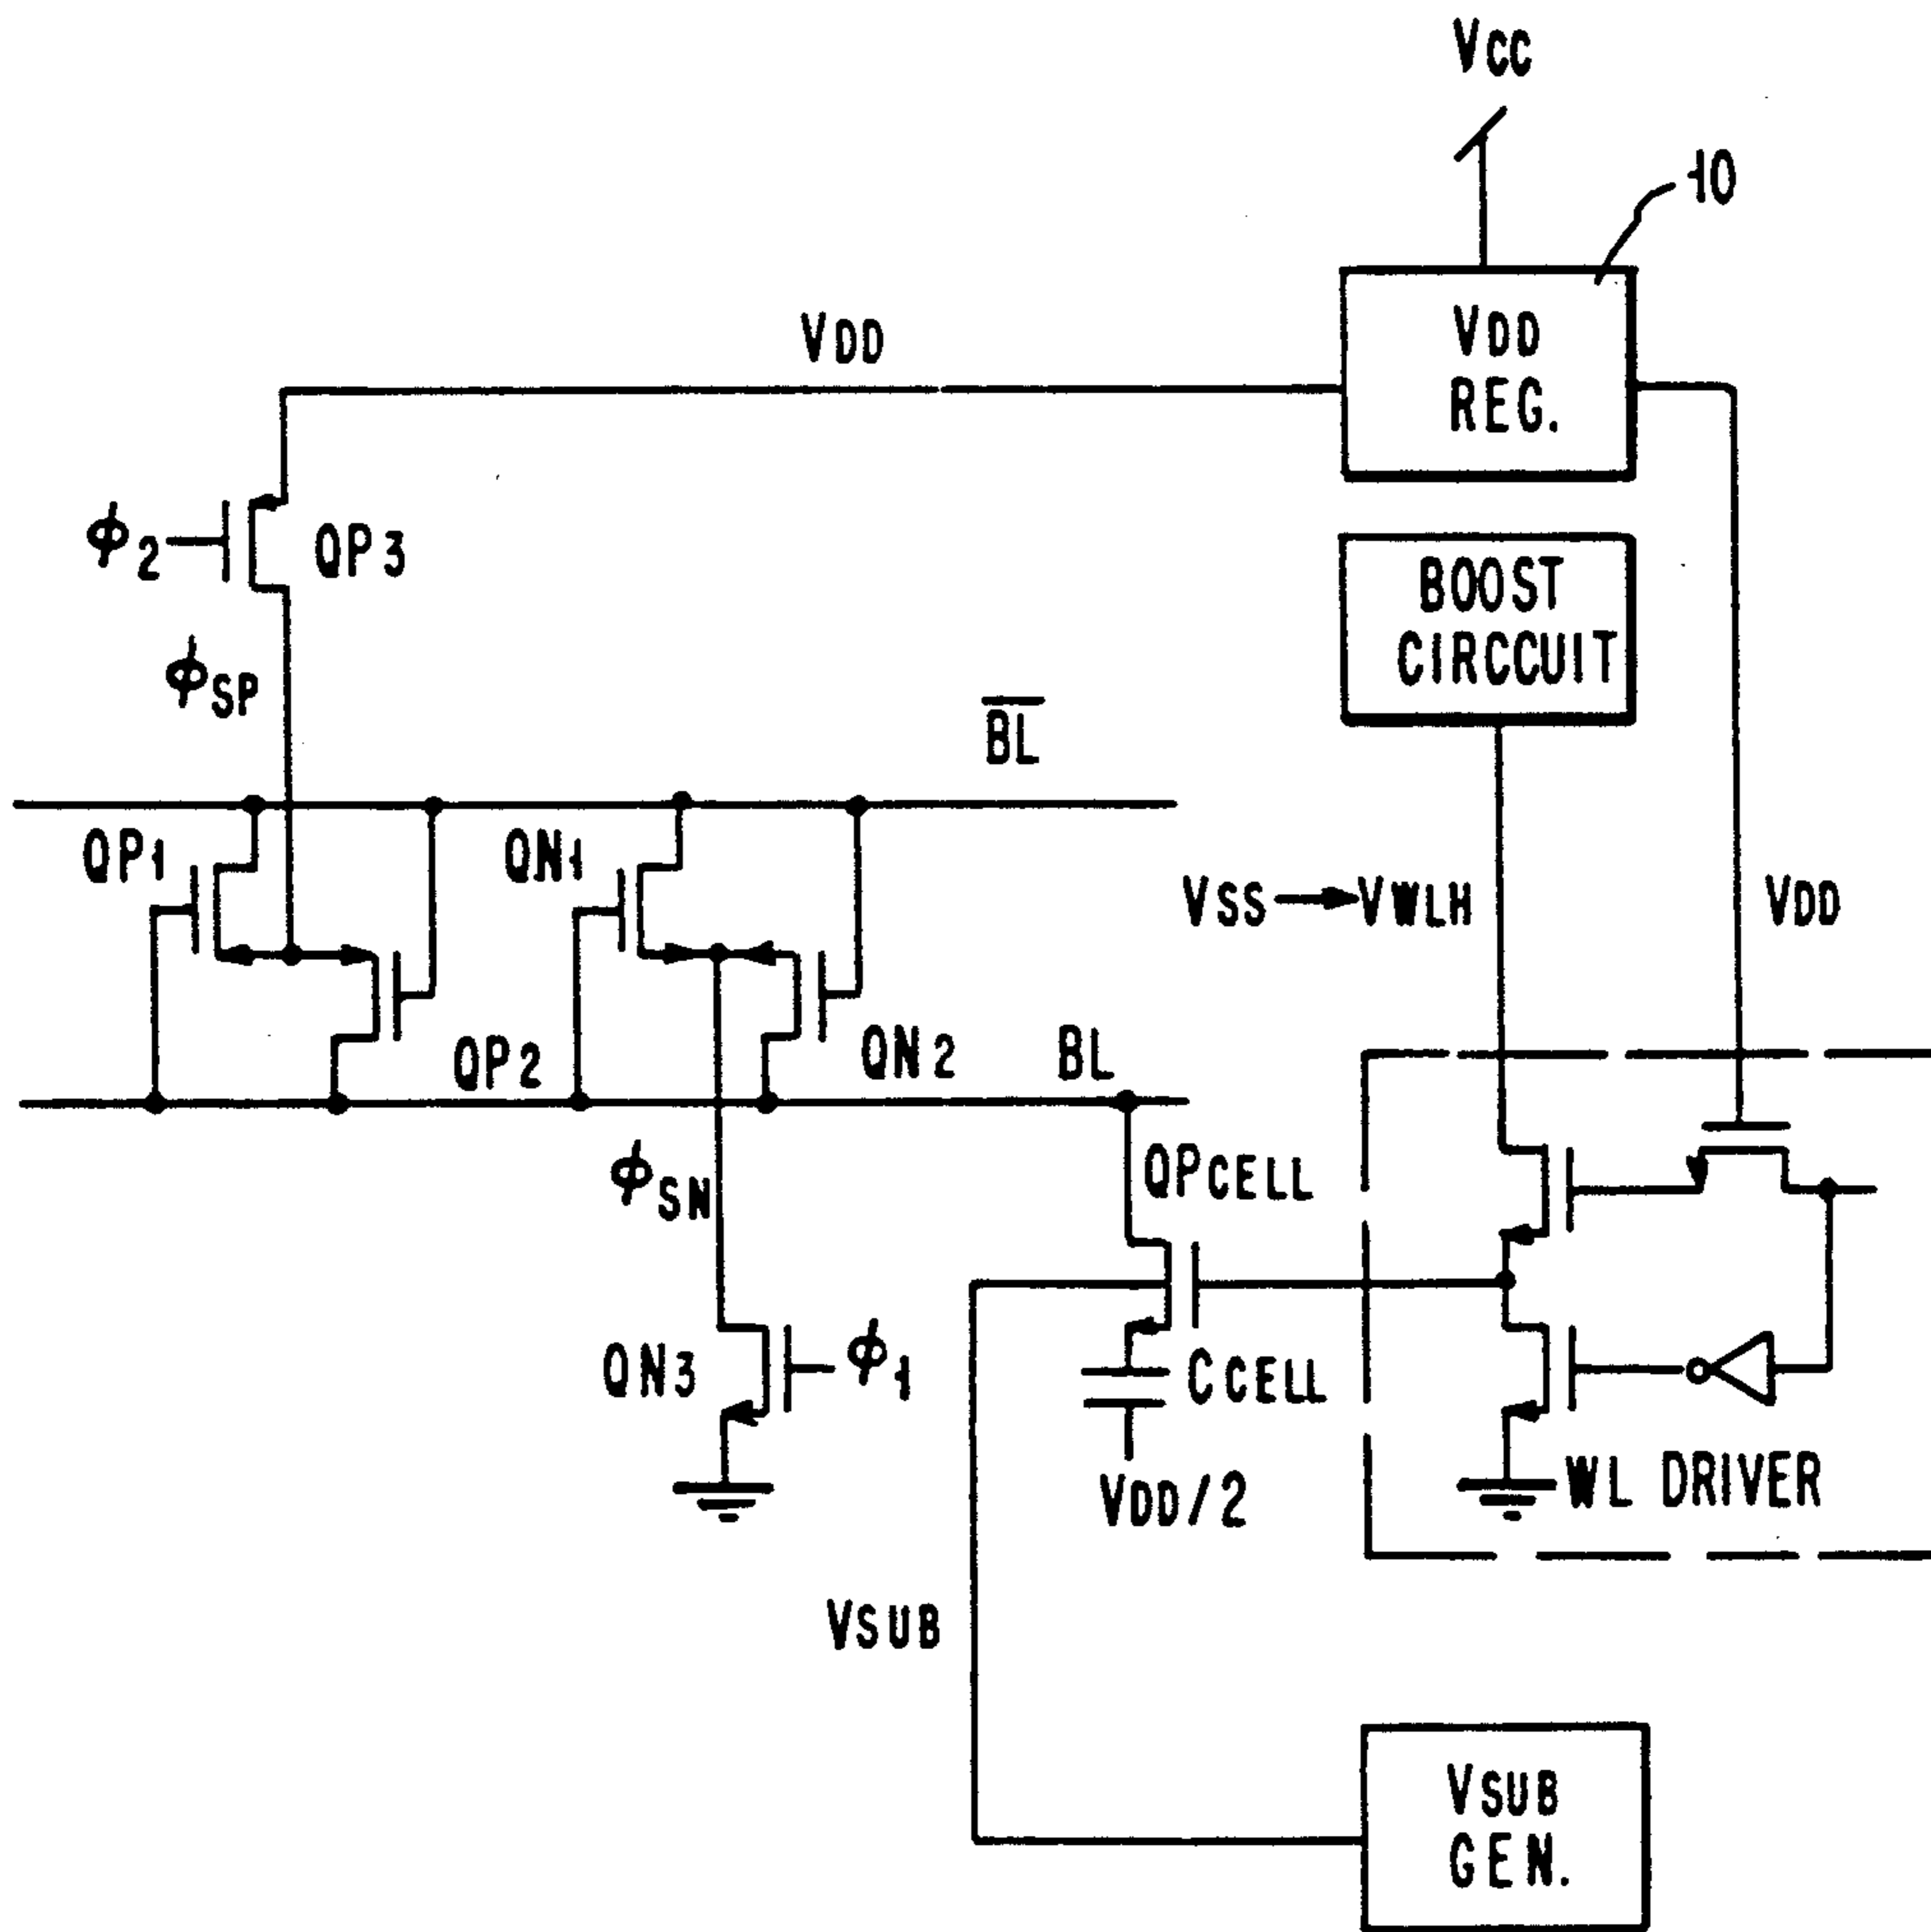 VCC
10
VDD
VDD
REG.
ϕ2
QP3
BOOST
CIRCCUIT
ϕSP
BL
QP1
QN1
VSS
VWLH
VDD
QP2
QN2
BL
ϕSN
QPCELL
QN3
ϕ1
CCELL
VDD/2
WL DRIVER
VSUB
VSUB
GEN.